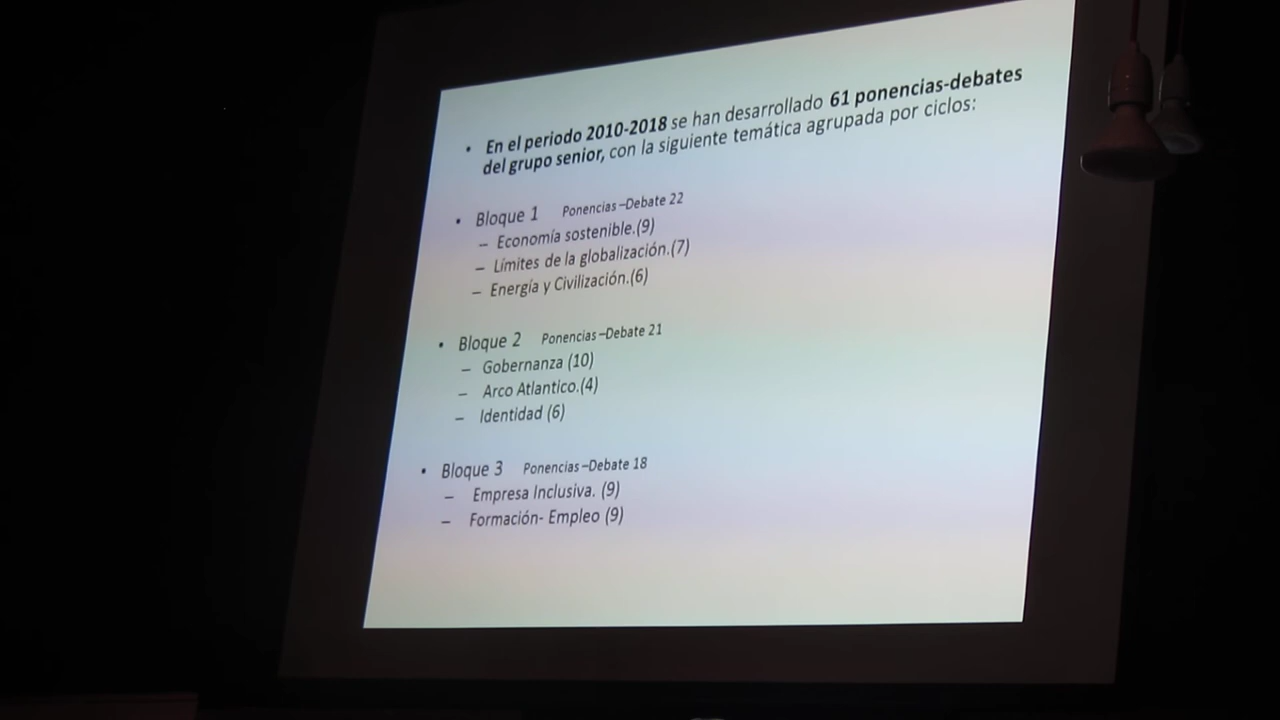 • En el periodo 2010-2018 se han desarrollado 61 ponencias-debates
del grupo senior, con la siguiente temática agrupada por ciclos:
• Bloque 1 Ponencias –Debate 22
– Economía sostenible.(9)
– Límites de la globalización.(7)
– Energía y Civilización.(6)
• Bloque 2 Ponencias –Debate 21
– Gobernanza (10)
– Arco Atlantico.(4)
– Identidad (6)
• Bloque 3 Ponencias –Debate 18
– Empresa Inclusiva. (9)
– Formación- Empleo (9)